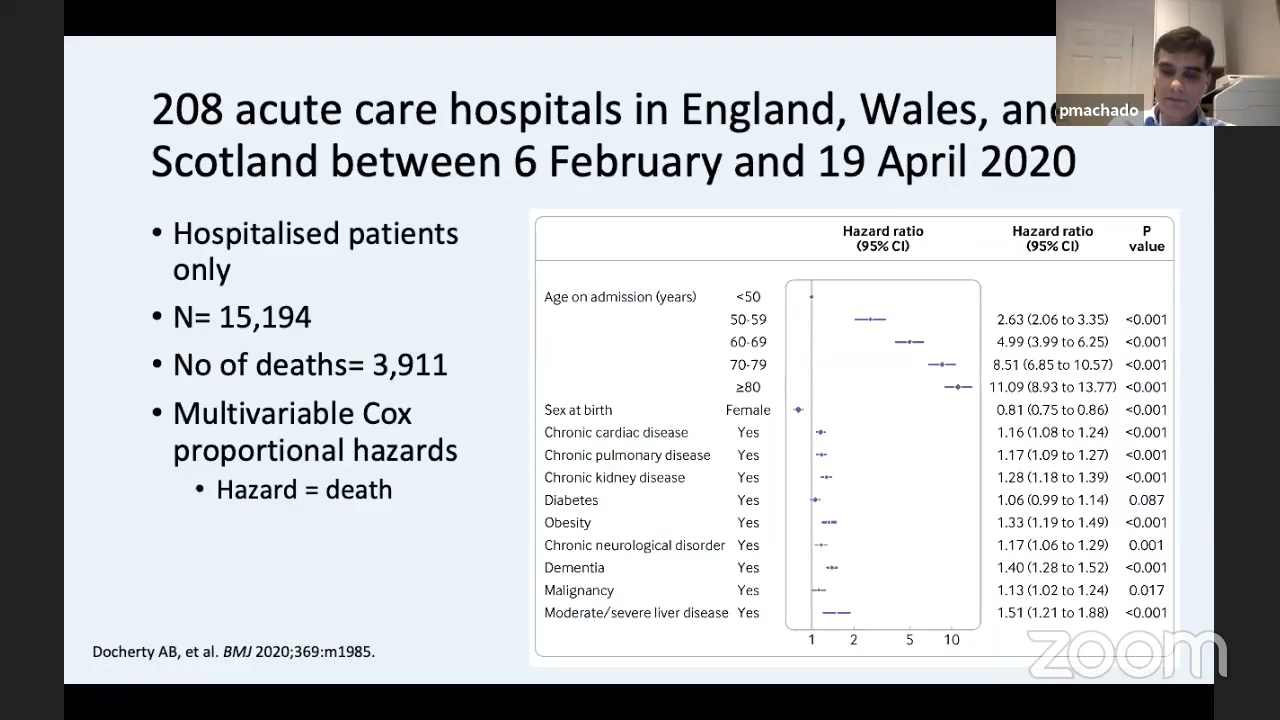 208 acute care hospitals in England, Wales, and
Scotland between 6 February and 19 April 2020
pmachado
• Hospitalised patients
only
• N= 15,194
• No of deaths= 3,911
• Multivariable Cox
proportional hazards
• Hazard = death
Hazard ratio Hazard ratio P
(95% CI) (95% CI) value
Age on admission (years) <50
50-59 2.63 (2.06 to 3.35) <0.001
60-69 4.99 (3.99 to 6.25) <0.001
70-79 8.51 (6.85 to 10.57) <0.001
≥80 11.09 (8.93 to 13.77) <0.001
Sex at birth Female 0.81 (0.75 to 0.86) <0.001
Chronic cardiac disease Yes 1.16 (1.08 to 1.24) <0.001
Chronic pulmonary disease Yes 1.17 (1.09 to 1.27) <0.001
Chronic kidney disease Yes 1.28 (1.18 to 1.39) <0.001
Diabetes Yes 1.06 (0.99 to 1.14) 0.087
Obesity Yes 1.33 (1.19 to 1.49) <0.001
Chronic neurological disorder Yes 1.17 (1.06 to 1.29) 0.001
Dementia Yes 1.40 (1.28 to 1.52) <0.001
Malignancy Yes 1.13 (1.02 to 1.24) 0.017
Moderate/severe liver disease Yes 1.51 (1.21 to 1.88) <0.001
1 2 5 10
Docherty AB, et al. BMJ 2020;369:m1985.
zoom